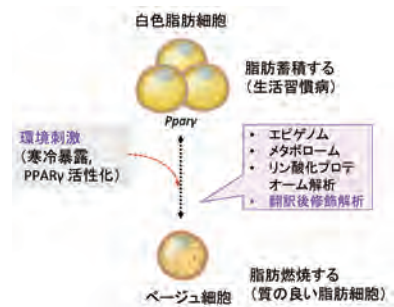 白色脂肪細胞
脂肪蓄積する
(生活習慣病)
Pparγ
環境刺激
(寒冷暴露,
PPARγ 活性化)
• エピゲノム
• メタボローム
• リン酸化プロテ
オーム解析
• 翻訳後修飾解析
脂肪燃焼する
(質の良い脂肪細胞)
ベージュ細胞